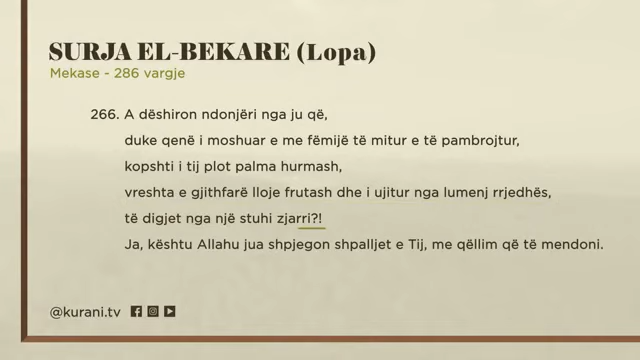 SURJA EL-BEKARE (Lopa)
Mekase - 286 vargje
266. A dëshiron ndonjëri nga ju që,
duke qenë i moshuar e me fëmijë të mitur e të pambrojtur,
kopshti i tij plot palma hurmash,
vreshta e gjithfarë lloje frutash dhe i ujitur nga lumenj rrjedhës,
të digjet nga një stuhi zjarri?!
Ja, kështu Allahu jua shpjegon shpalljet e Tij, me qëllim që të mendoni.
@kurani.tv